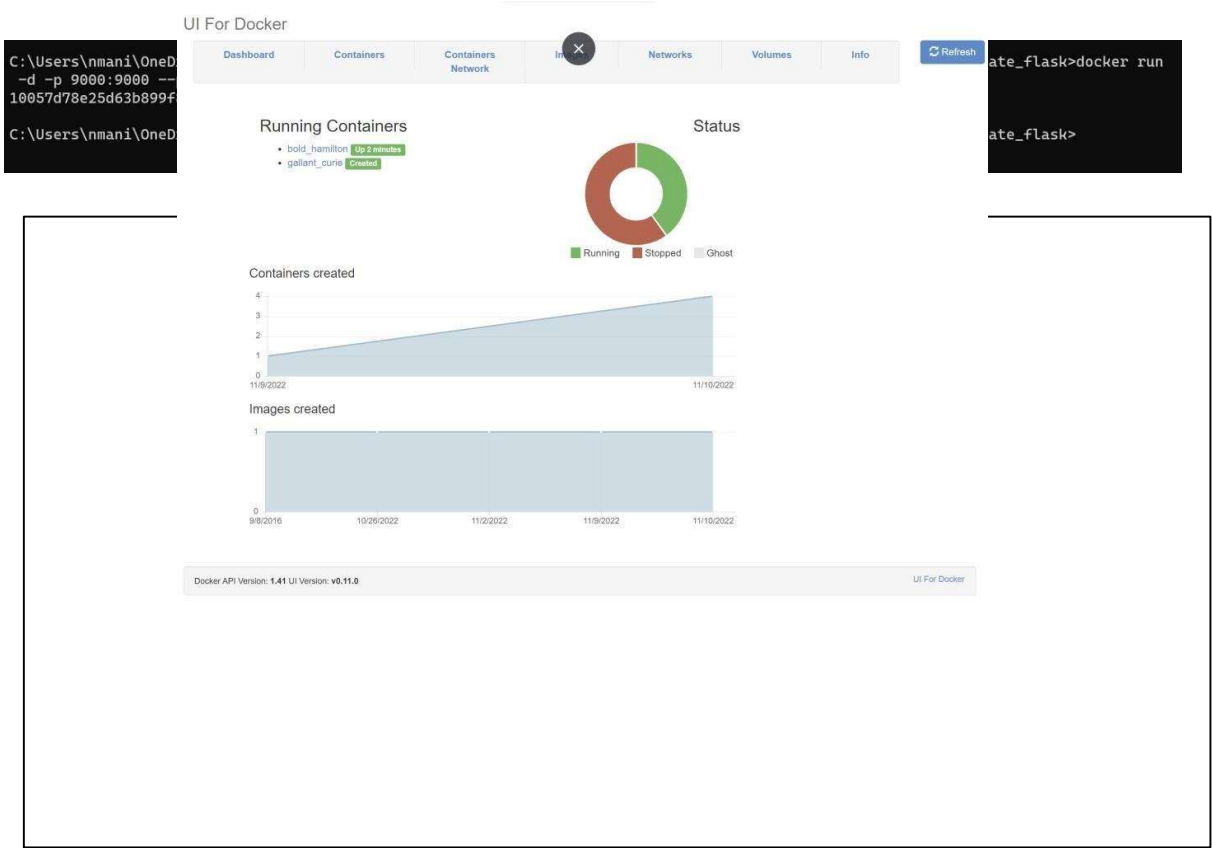 UI For Docker
Dashboard Containers Containers Network Networks Volumes Info Refresh
C:\Users\nmani\OneD
ate_flask>docker run
-d -p 9000:9000
10057d78e25d63b899f
C:\Users\nmani\OneD
ate_flask>
Running Containers
bold_hamilton Up 2 minutes
gallant_curie Created
Status
Running Stopped Ghost
Containers created
4
3
2
1
0
11/9/2022 11/10/2022
Images created
1
0
9/8/2016 10/26/2022 11/2/2022 11/9/2022 11/10/2022
Docker API Version: 1.41 UI Version: v0.11.0
UI For Docker